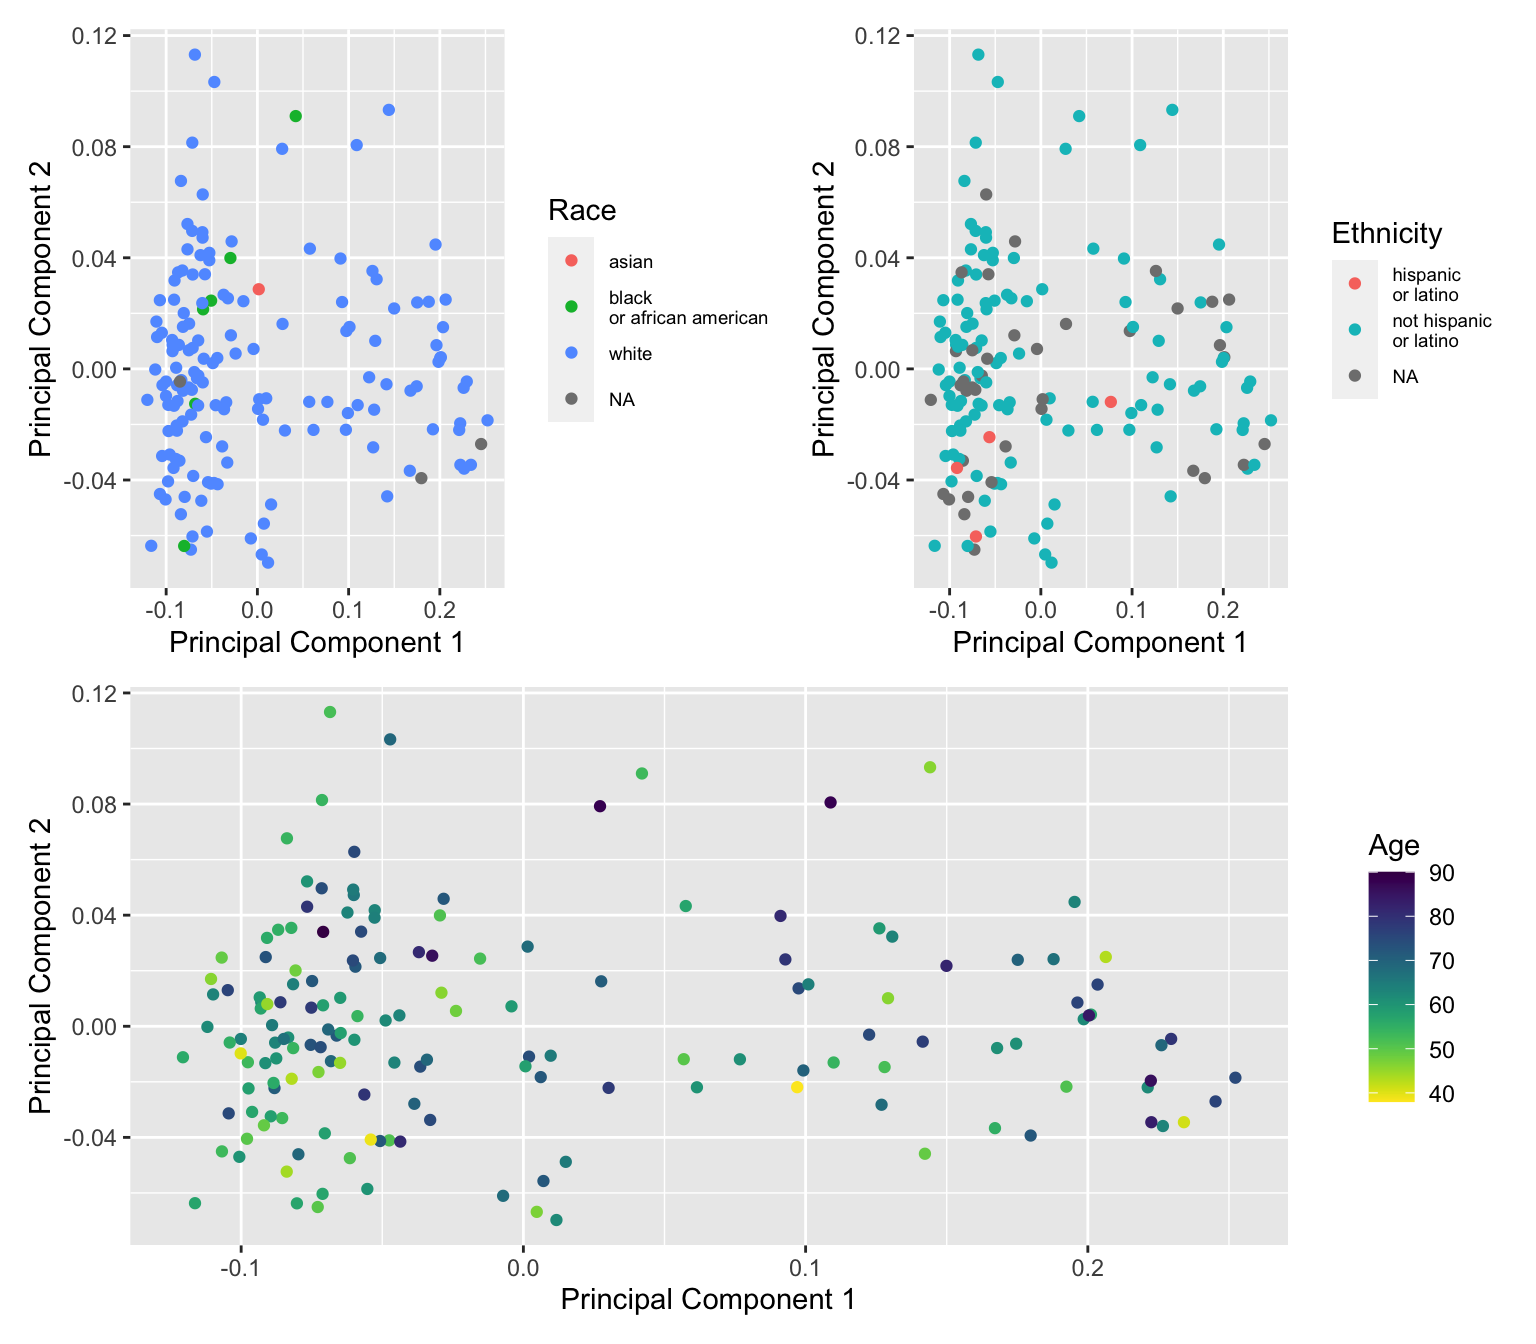 0.12
0.08
0.04
0.00
-0.04
Principal Component 2
-0.1 0.0 0.1 0.2
Principal Component 1
Race
asian
black
or african american
white
NA
0.12
0.08
0.04
0.00
-0.04
Principal Component 2
-0.1 0.0 0.1 0.2
Principal Component 1
Ethnicity
hispanic
or latino
not hispanic
or latino
NA
0.12
0.08
0.04
0.00
-0.04
Principal Component 2
-0.1 0.0 0.1 0.2
Principal Component 1
Age
90
80
70
60
50
40